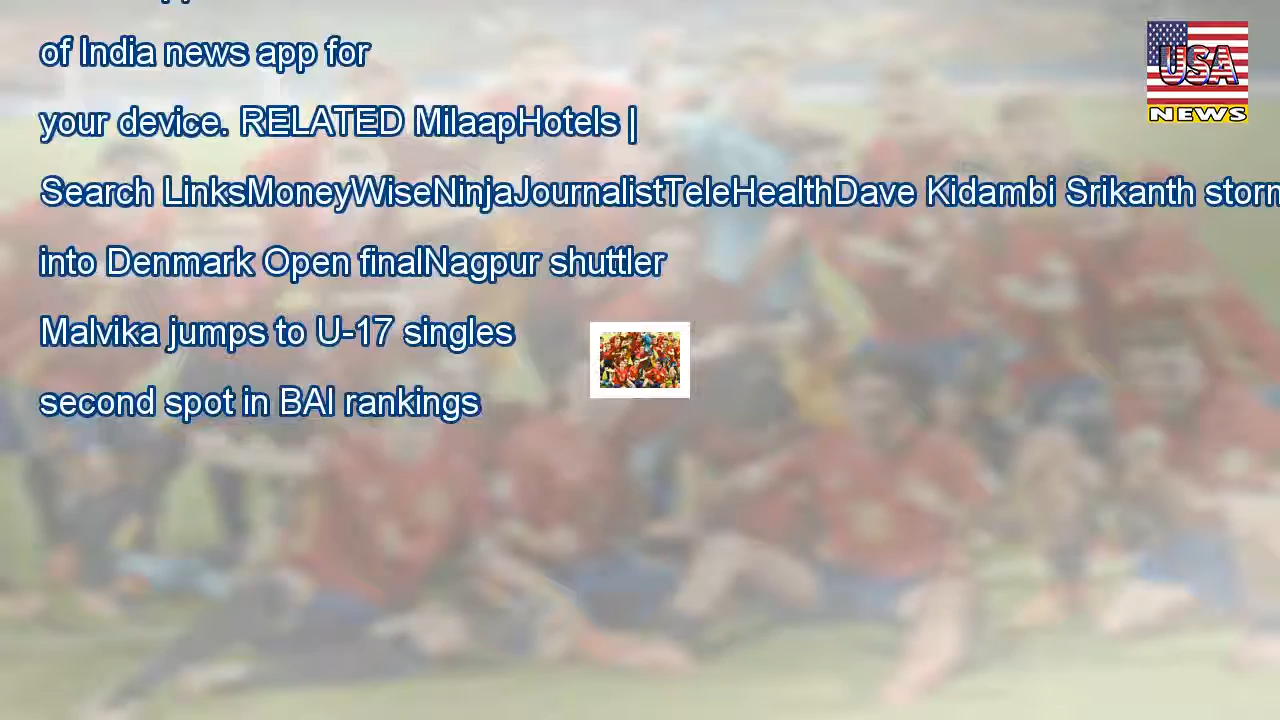 of India news app for
your device. RELATED MilaapHotels |
Search LinksMoneyWiseNinjaJournalistTeleHealthDave Kidambi Srikanth storm
into Denmark Open finalNagpur shuttler
Malvika jumps to U-17 singles
second spot in BAI rankings
USA
NEWS